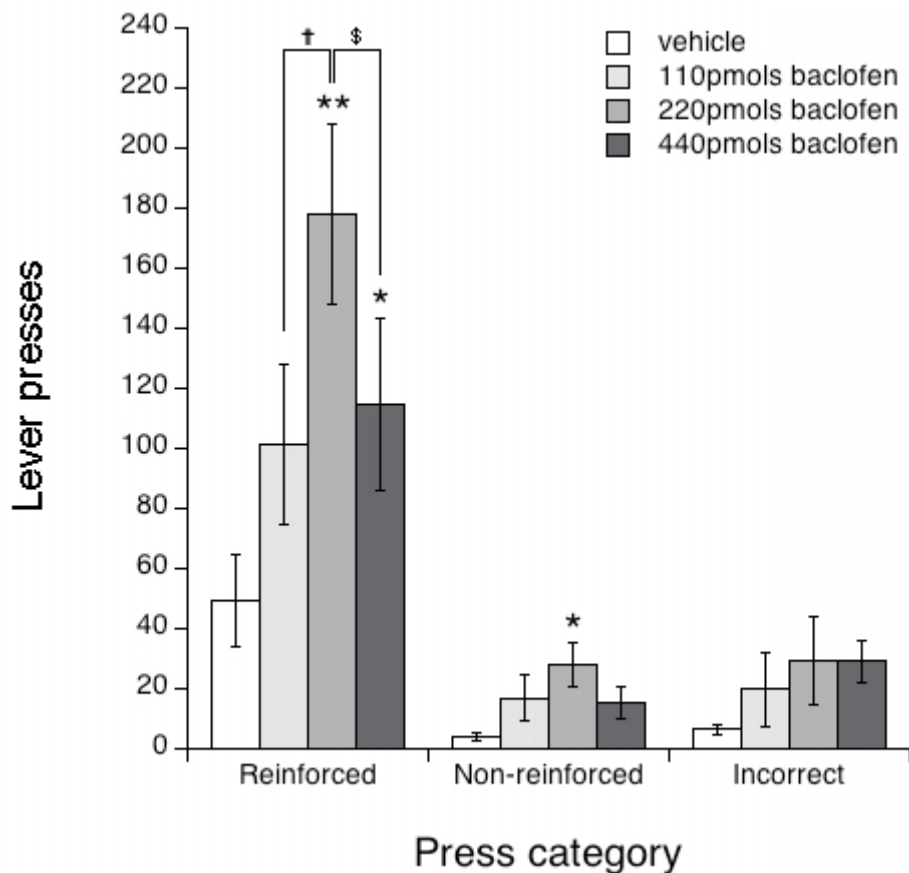 240
220
200
180
160
140
120
100
80
60
40
20
0
Lever presses
† $
**
*
*
vehicle
110pmols baclofen
220pmols baclofen
440pmols baclofen
Reinforced Non-reinforced Incorrect
Press category